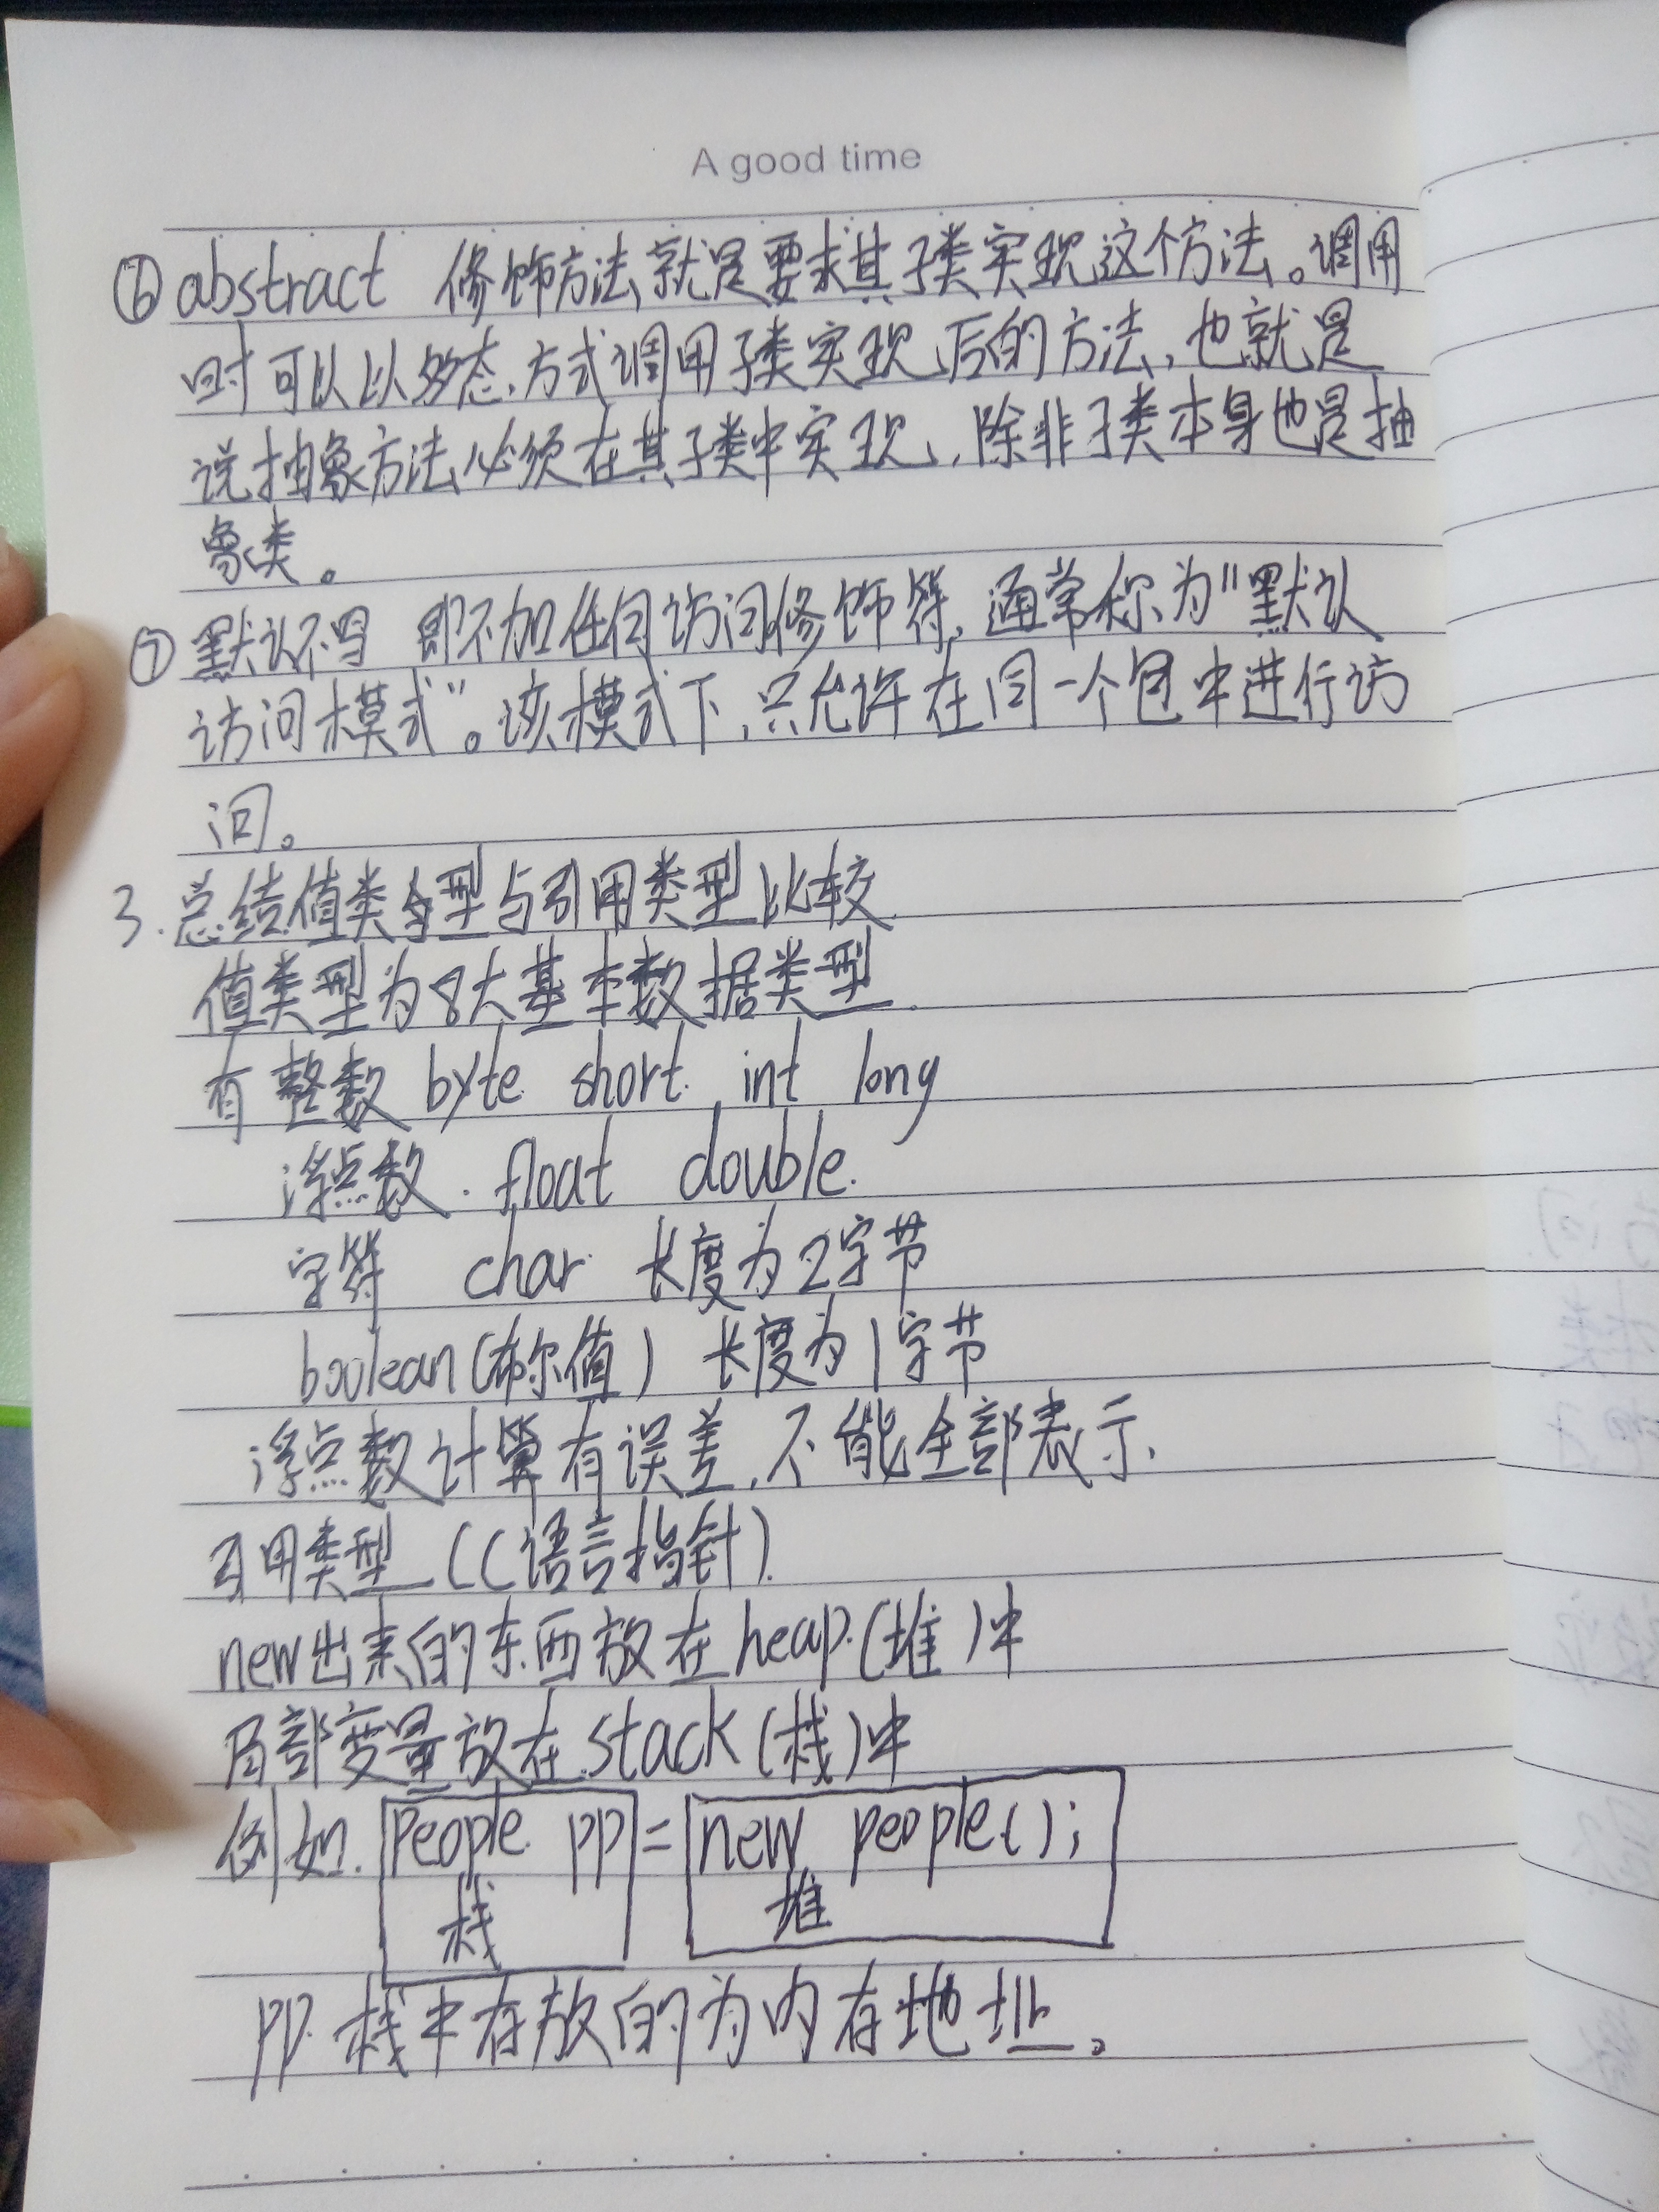 A good time
⑥ abstract 修饰方法,就是要求其子类实现这个方法。调用
时可以以多态方式调用子类实现后的方法,也就是
说抽象方法必须在其子类中实现,除非子类本身也是抽
象类。
⑦ 默认不写 即不加任何访问修饰符,通常称为"默认
访问模式"。该模式下,只允许在同一个包中进行访
问。
3. 总结值类型与引用类型比较
值类型为8大基本数据类型
有 整数 byte short int long
浮点数 . float double.
字符 char 长度为2字节
boolean(布尔值) 长度为1字节
浮点数计算有误差,不能全部表示.
引用类型 (C语言指针)
new出来的东西放在heap(堆)中
局部变量放在stack(栈)中
例如. People pp = new people();
栈 堆
pp 栈中存放的为内存地址。